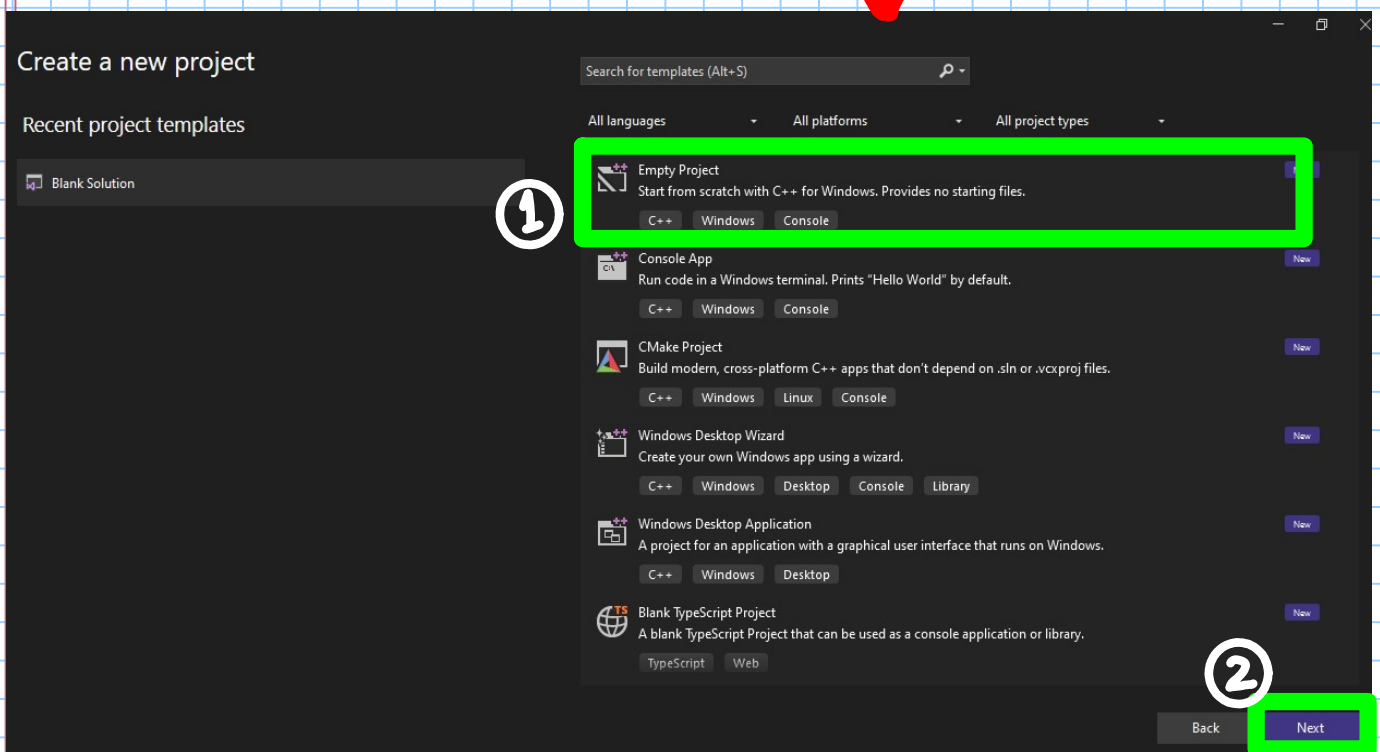 Create a new project
Search for templates (Alt+S)
Recent project templates
All languages
All platforms
All project types
Blank Solution
1
Empty Project
Start from scratch with C++ for Windows. Provides no starting files.
C++ Windows Console
Console App
New
Run code in a Windows terminal. Prints "Hello World" by default.
C++ Windows Console
CMake Project
New
Build modern, cross-platform C++ apps that don't depend on .sln or .vcxproj files.
C++ Windows Linux Console
Windows Desktop Wizard
New
Create your own Windows app using a wizard.
C++ Windows Desktop Console Library
Windows Desktop Application
New
A project for an application with a graphical user interface that runs on Windows.
C++ Windows Desktop
TS
Blank TypeScript Project
New
A blank TypeScript Project that can be used as a console application or library.
TypeScript Web
2
Back
Next